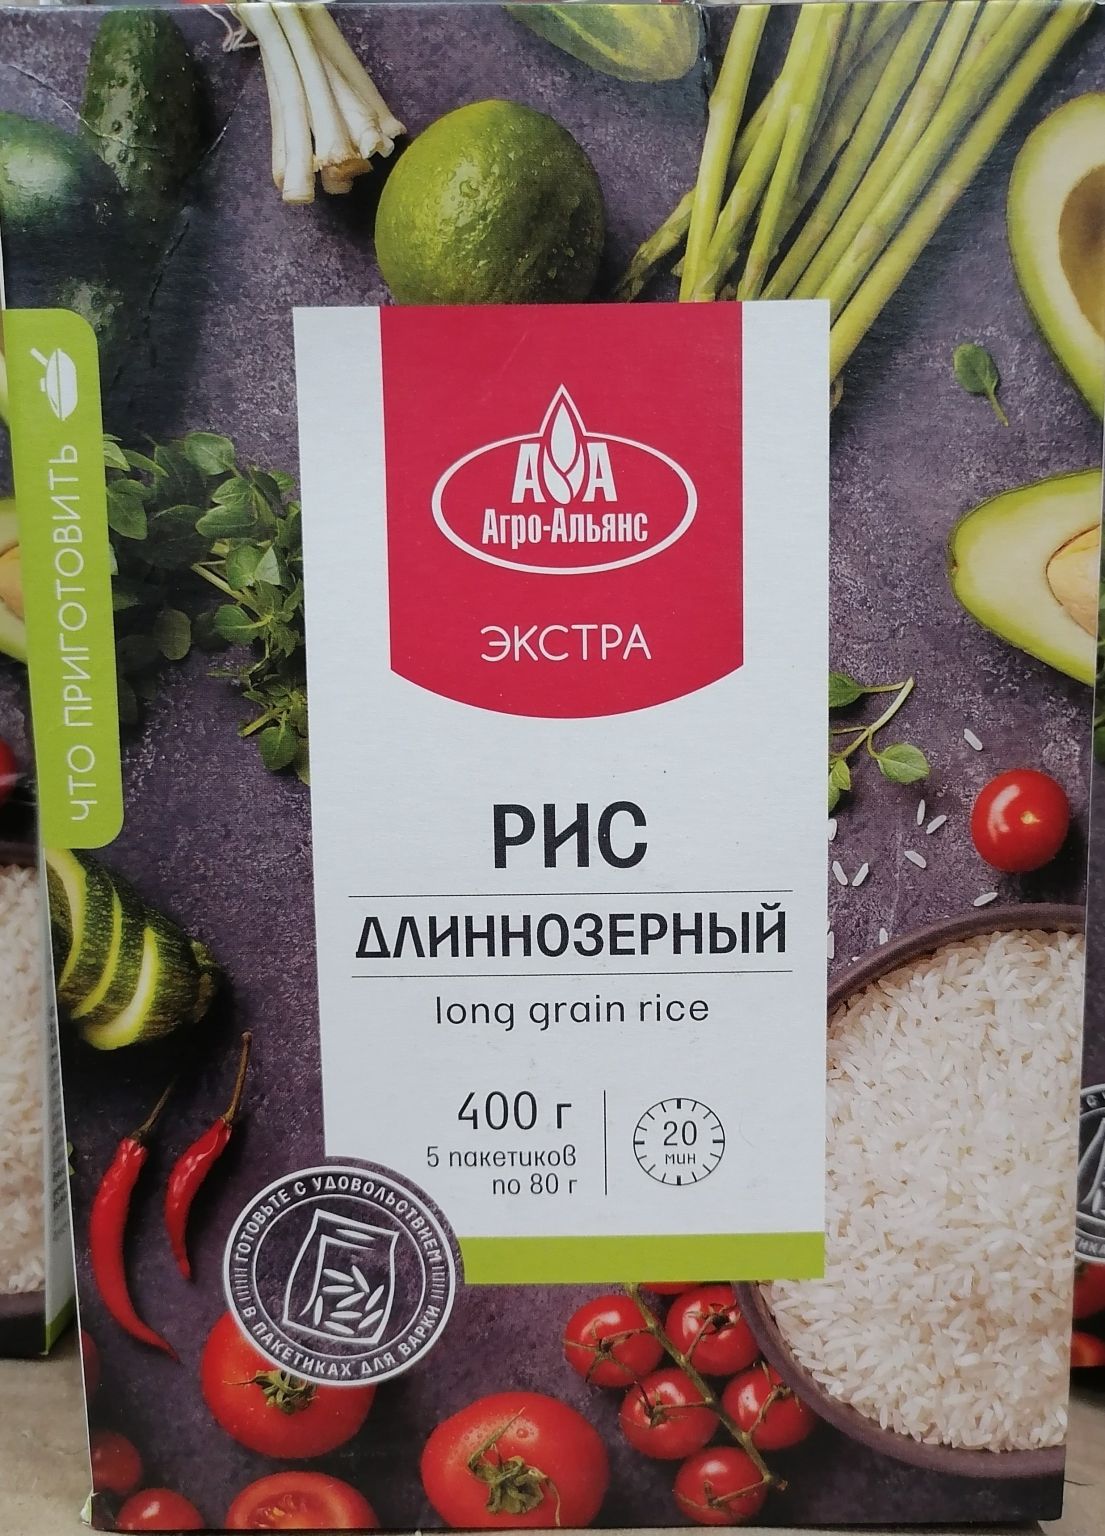 ЧТО ПРИГОТОВИТЬ
АА
Агро-Альянс
ЭКСТРА
РИС
ДЛИННОЗЕРНЫЙ
long grain rice
400 г
5 пакетиков
по 80 г
20
мин
ГОТОВЬТЕ С УДОВОЛЬСТВИЕМ
В ПАКЕТИКАХ ДЛЯ ВАРКИ